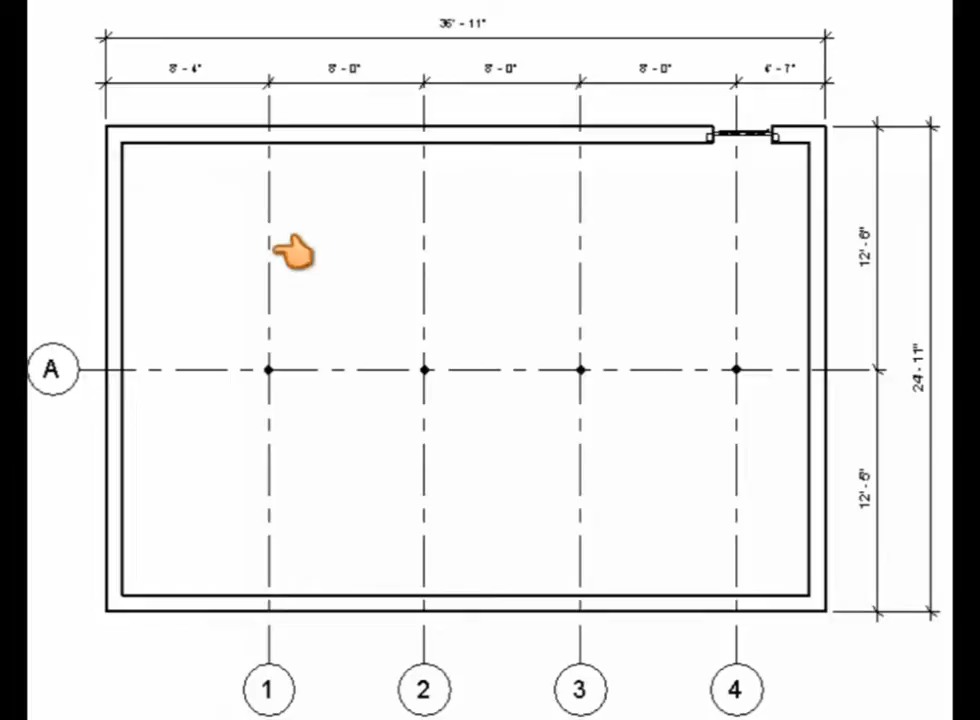 36' - 11"
8' - 4" 8' - 0" 8' - 0" 8' - 0" 4' - 7"
12' - 6"
A
24' - 11"
12' - 6"
1 2 3 4